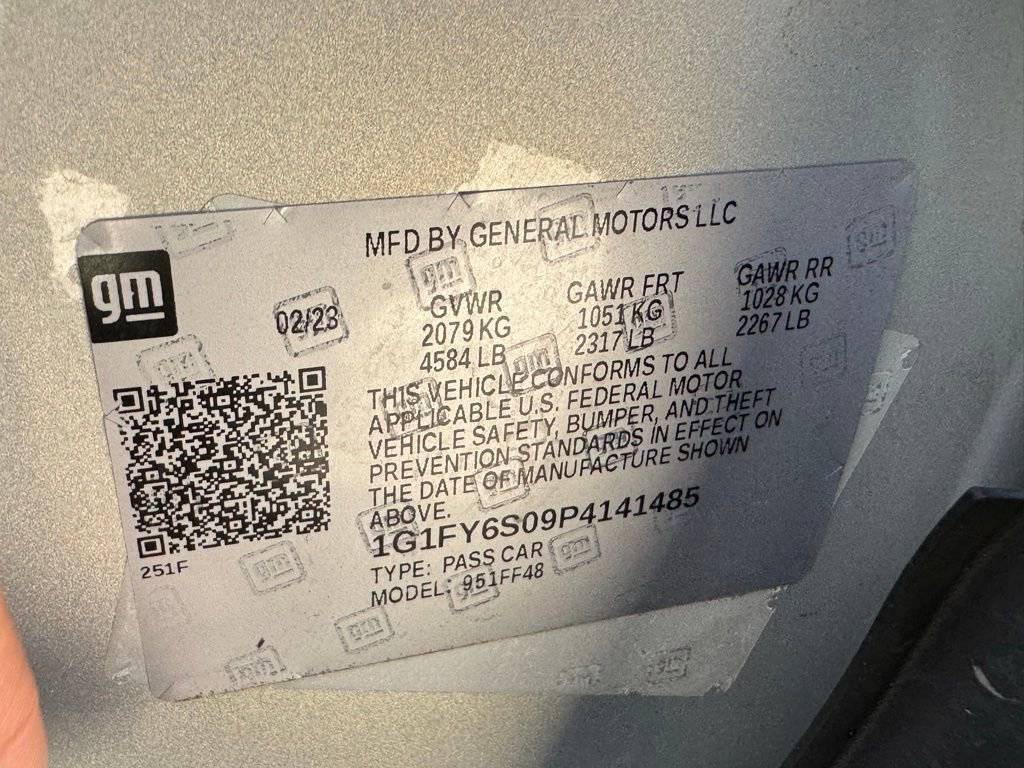 MFD BY GENERAL MOTORS LLC
gm
02/23
GVWR
2079 KG
4584 LB
GAWR FRT
1051 KG
2317 LB
GAWR RR
1028 KG
2267 LB
THIS VEHICLE CONFORMS TO ALL
APPLICABLE U.S. FEDERAL MOTOR
VEHICLE SAFETY, BUMPER, AND THEFT
PREVENTION STANDARDS IN EFFECT ON
THE DATE OF MANUFACTURE SHOWN
ABOVE.
1G1FY6S09P4141485
TYPE: PASS CAR
MODEL: 951FF48
251F